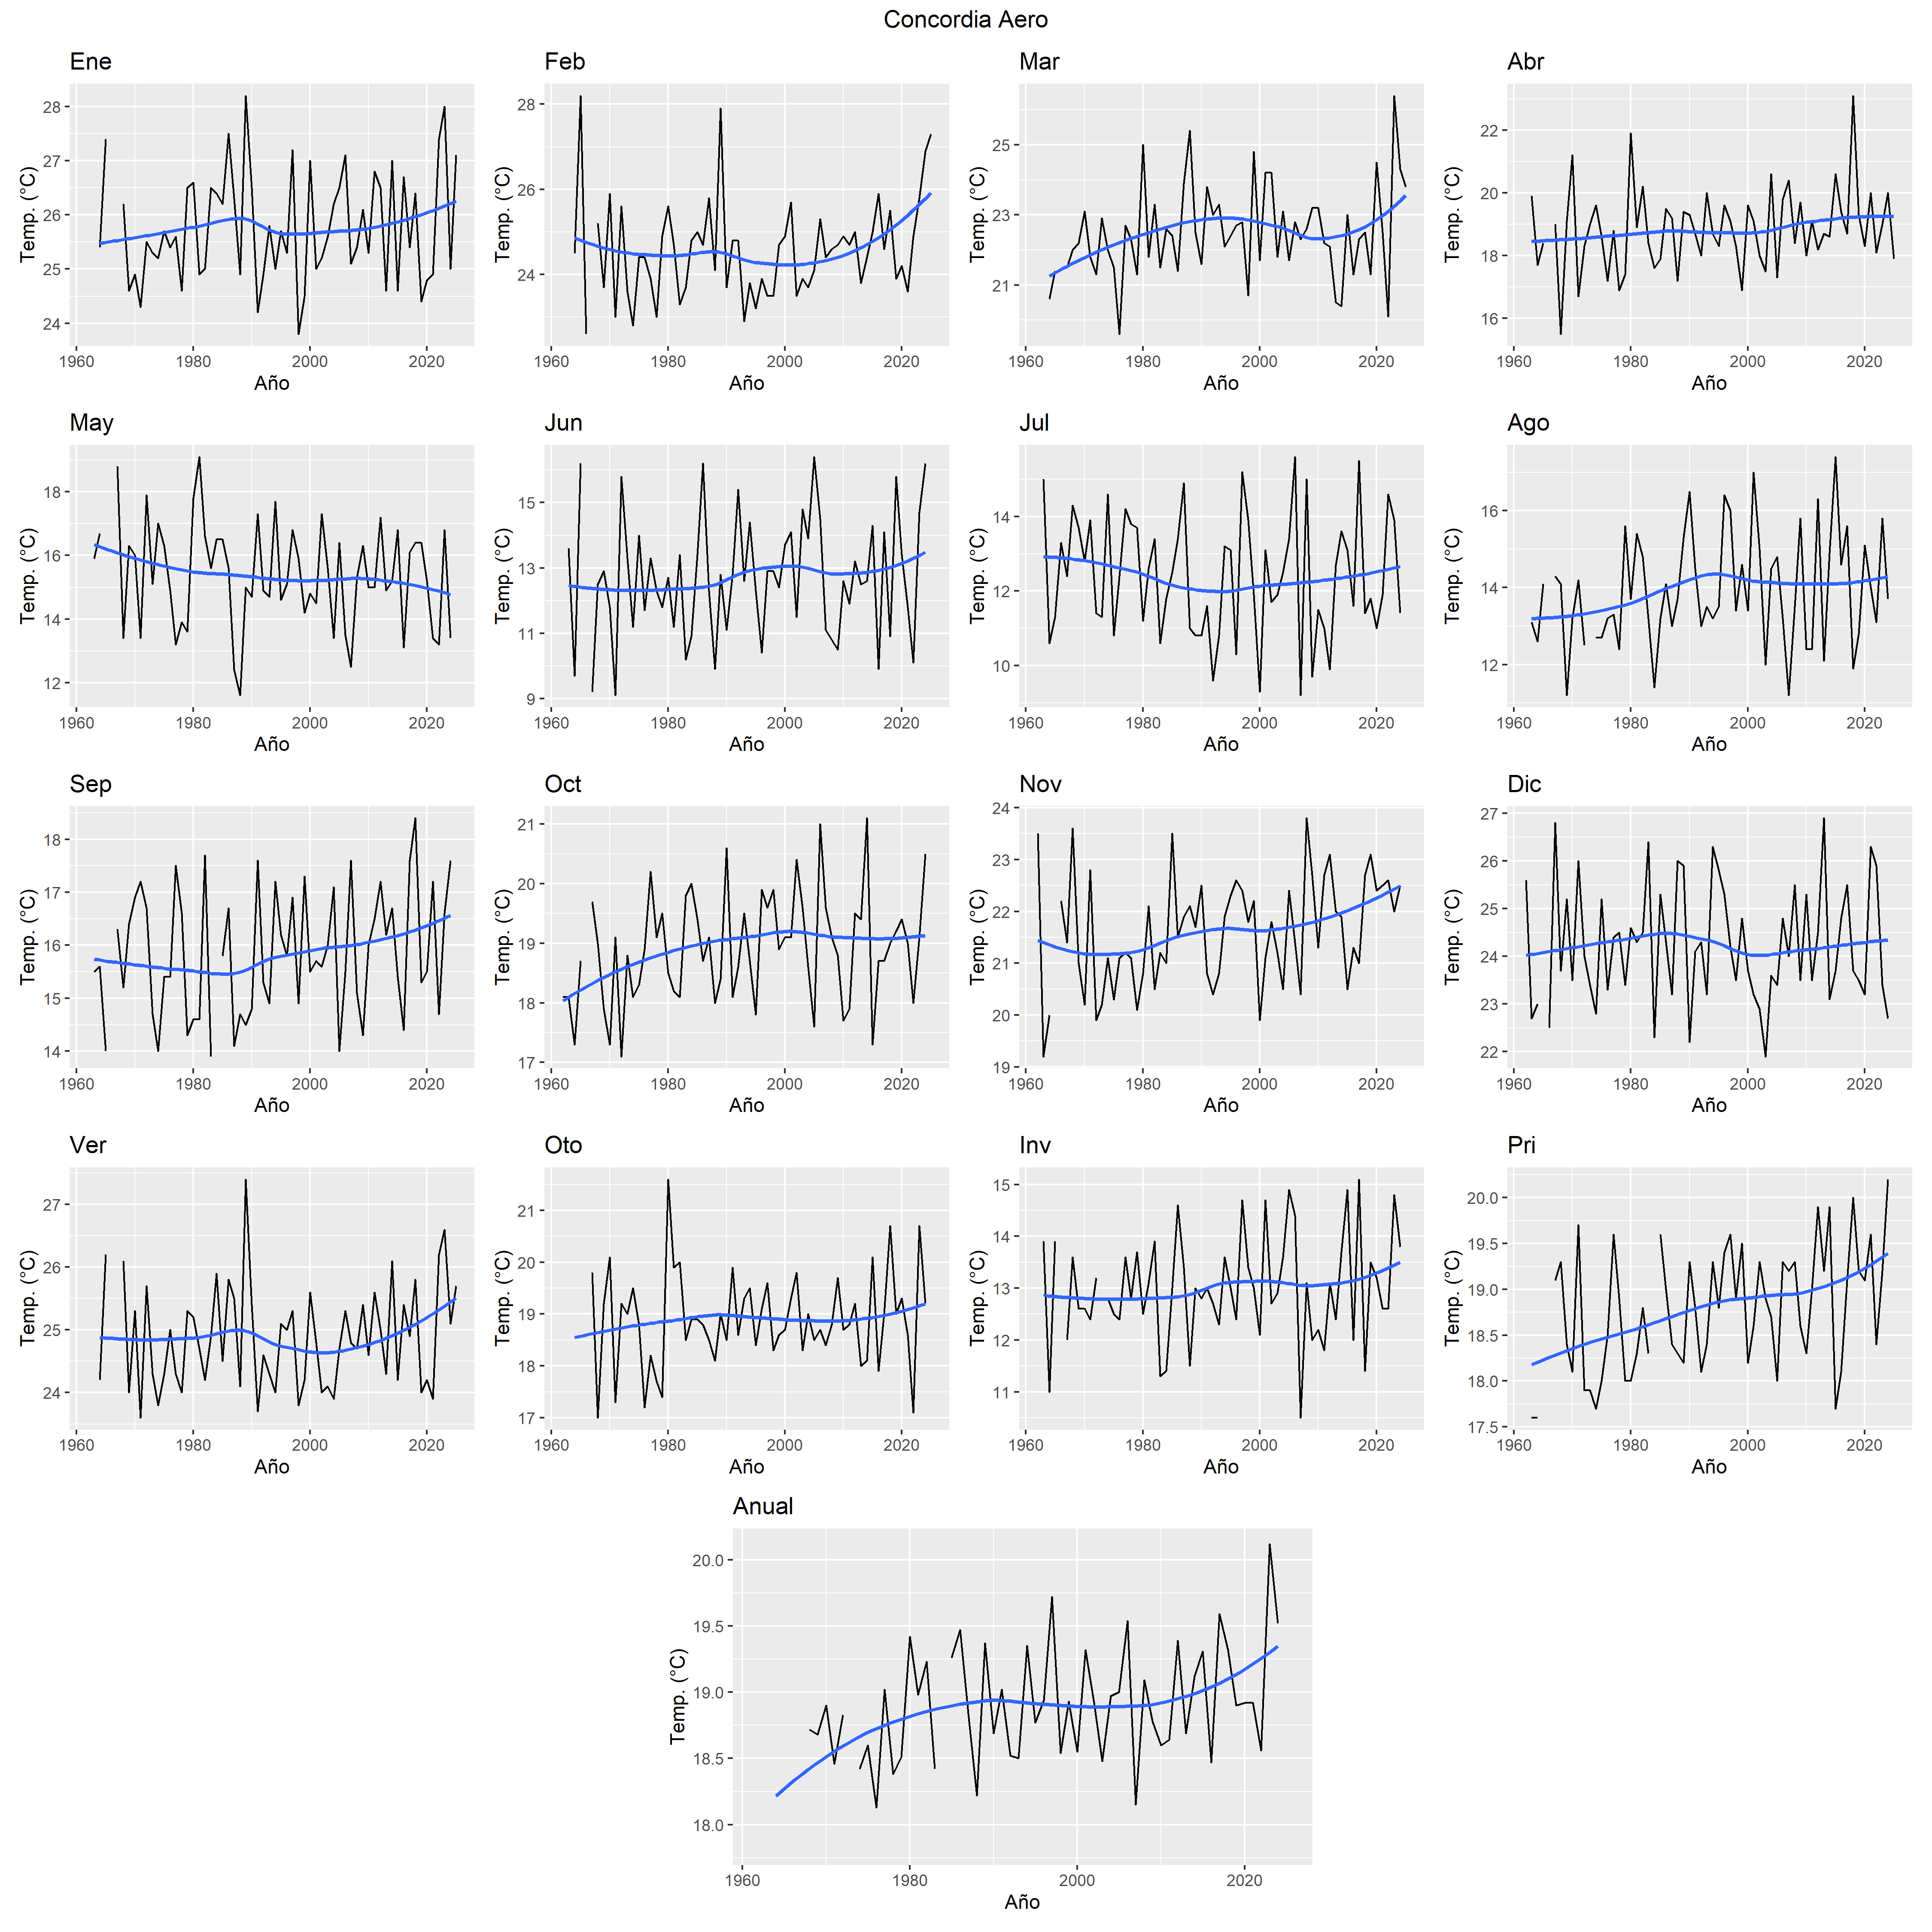 Concordia Aero
Ene
Feb
Mar
Abr
Temp. (°C)
28
27
26
25
24
1960 1980 2000 2020
Año
Temp. (°C)
28
26
24
1960 1980 2000 2020
Año
Temp. (°C)
25
23
21
1960 1980 2000 2020
Año
Temp. (°C)
22
20
18
16
1960 1980 2000 2020
Año
May
Jun
Jul
Ago
Temp. (°C)
18
16
14
12
1960 1980 2000 2020
Año
Temp. (°C)
15
13
11
9
1960 1980 2000 2020
Año
Temp. (°C)
14
12
10
1960 1980 2000 2020
Año
Temp. (°C)
16
14
12
1960 1980 2000 2020
Año
Sep
Oct
Nov
Dic
Temp. (°C)
18
17
16
15
14
1960 1980 2000 2020
Año
Temp. (°C)
21
20
19
18
17
1960 1980 2000 2020
Año
Temp. (°C)
24
23
22
21
20
19
1960 1980 2000 2020
Año
Temp. (°C)
27
26
25
24
23
22
1960 1980 2000 2020
Año
Ver
Oto
Inv
Pri
Temp. (°C)
27
26
25
24
1960 1980 2000 2020
Año
Temp. (°C)
21
20
19
18
17
1960 1980 2000 2020
Año
Temp. (°C)
15
14
13
12
11
1960 1980 2000 2020
Año
Temp. (°C)
20.0
19.5
19.0
18.5
18.0
17.5
1960 1980 2000 2020
Año
Anual
Temp. (°C)
20.0
19.5
19.0
18.5
18.0
1960 1980 2000 2020
Año